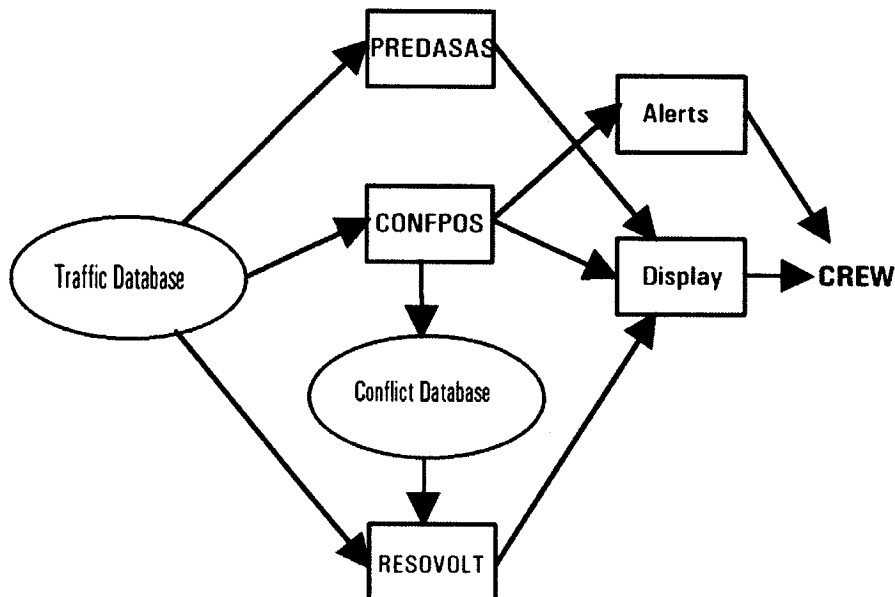 PREDASAS
Alerts
CONFPOS
Traffic Database
Display
CREW
Conflict Database
RESOVOLT